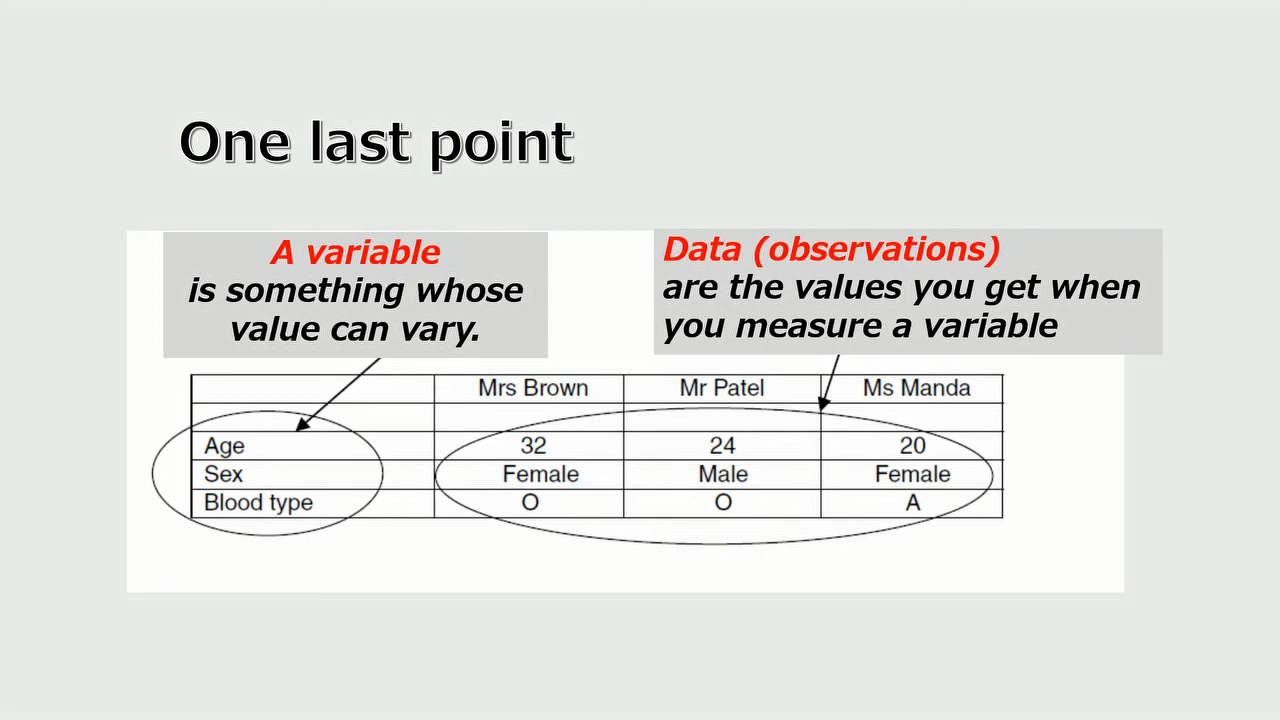 One last point
A variable
is something whose
value can vary.
Data (observations)
are the values you get when
you measure a variable
Mrs Brown Mr Patel Ms Manda
Age 32 24 20
Sex Female Male Female
Blood type O O A